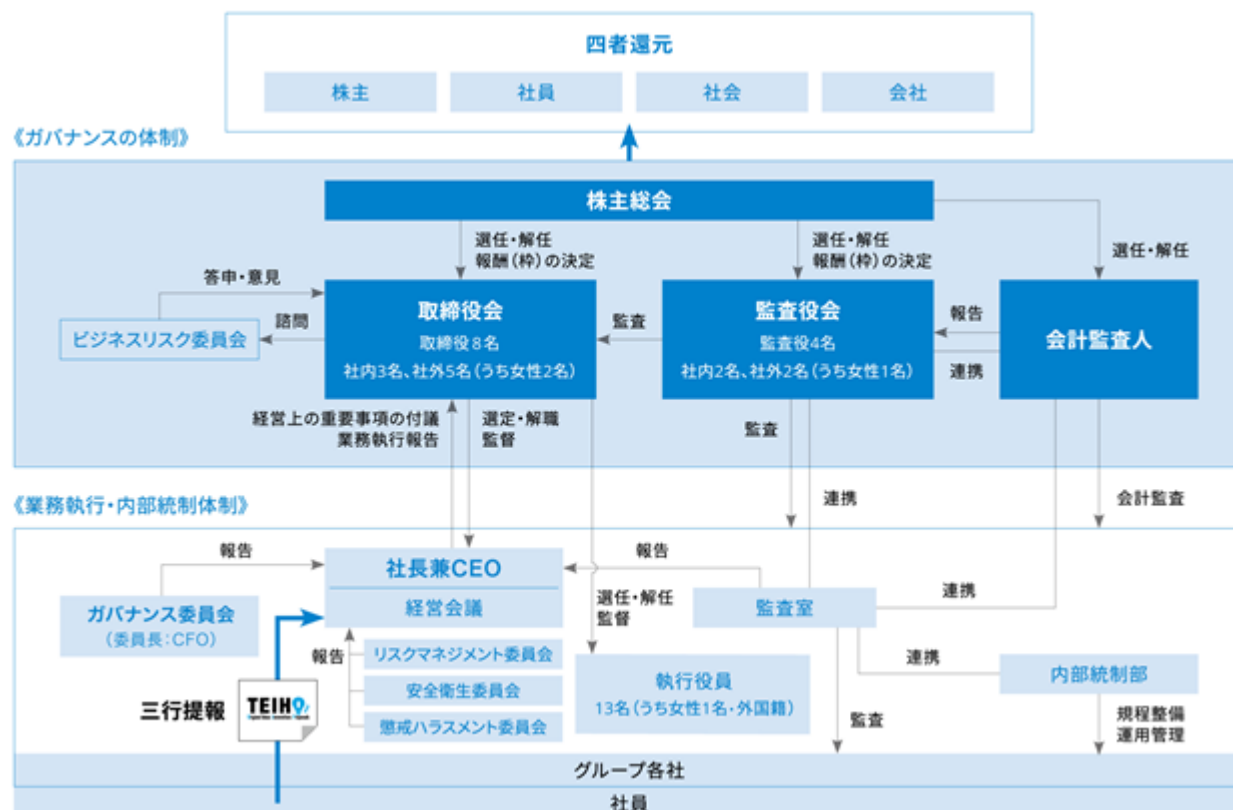 四者還元
株主
社員
社会
会社
《ガバナンスの体制》
株主総会
選任・解任
報酬(枠)の決定
選任・解任
報酬(枠)の決定
選任・解任
答申・意見
諮問
ビジネスリスク委員会
取締役会
取締役8名
社内3名、社外5名(うち女性2名)
監査
監査役会
監査役4名
社内2名、社外2名(うち女性1名)
報告
連携
会計監査人
経営上の重要事項の付議
業務執行報告
選定・解職
監督
監査
連携
会計監査
《業務執行・内部統制体制》
報告
社長兼CEO
経営会議
報告
ガバナンス委員会
(委員長:CFO)
選任・解任
監督
監査室
連携
報告
リスクマネジメント委員会
安全衛生委員会
懲戒ハラスメント委員会
執行役員
13名(うち女性1名・外国籍)
連携
内部統制部
三行提報
TEIHO
監査
規程整備
運用管理
グループ各社
社員